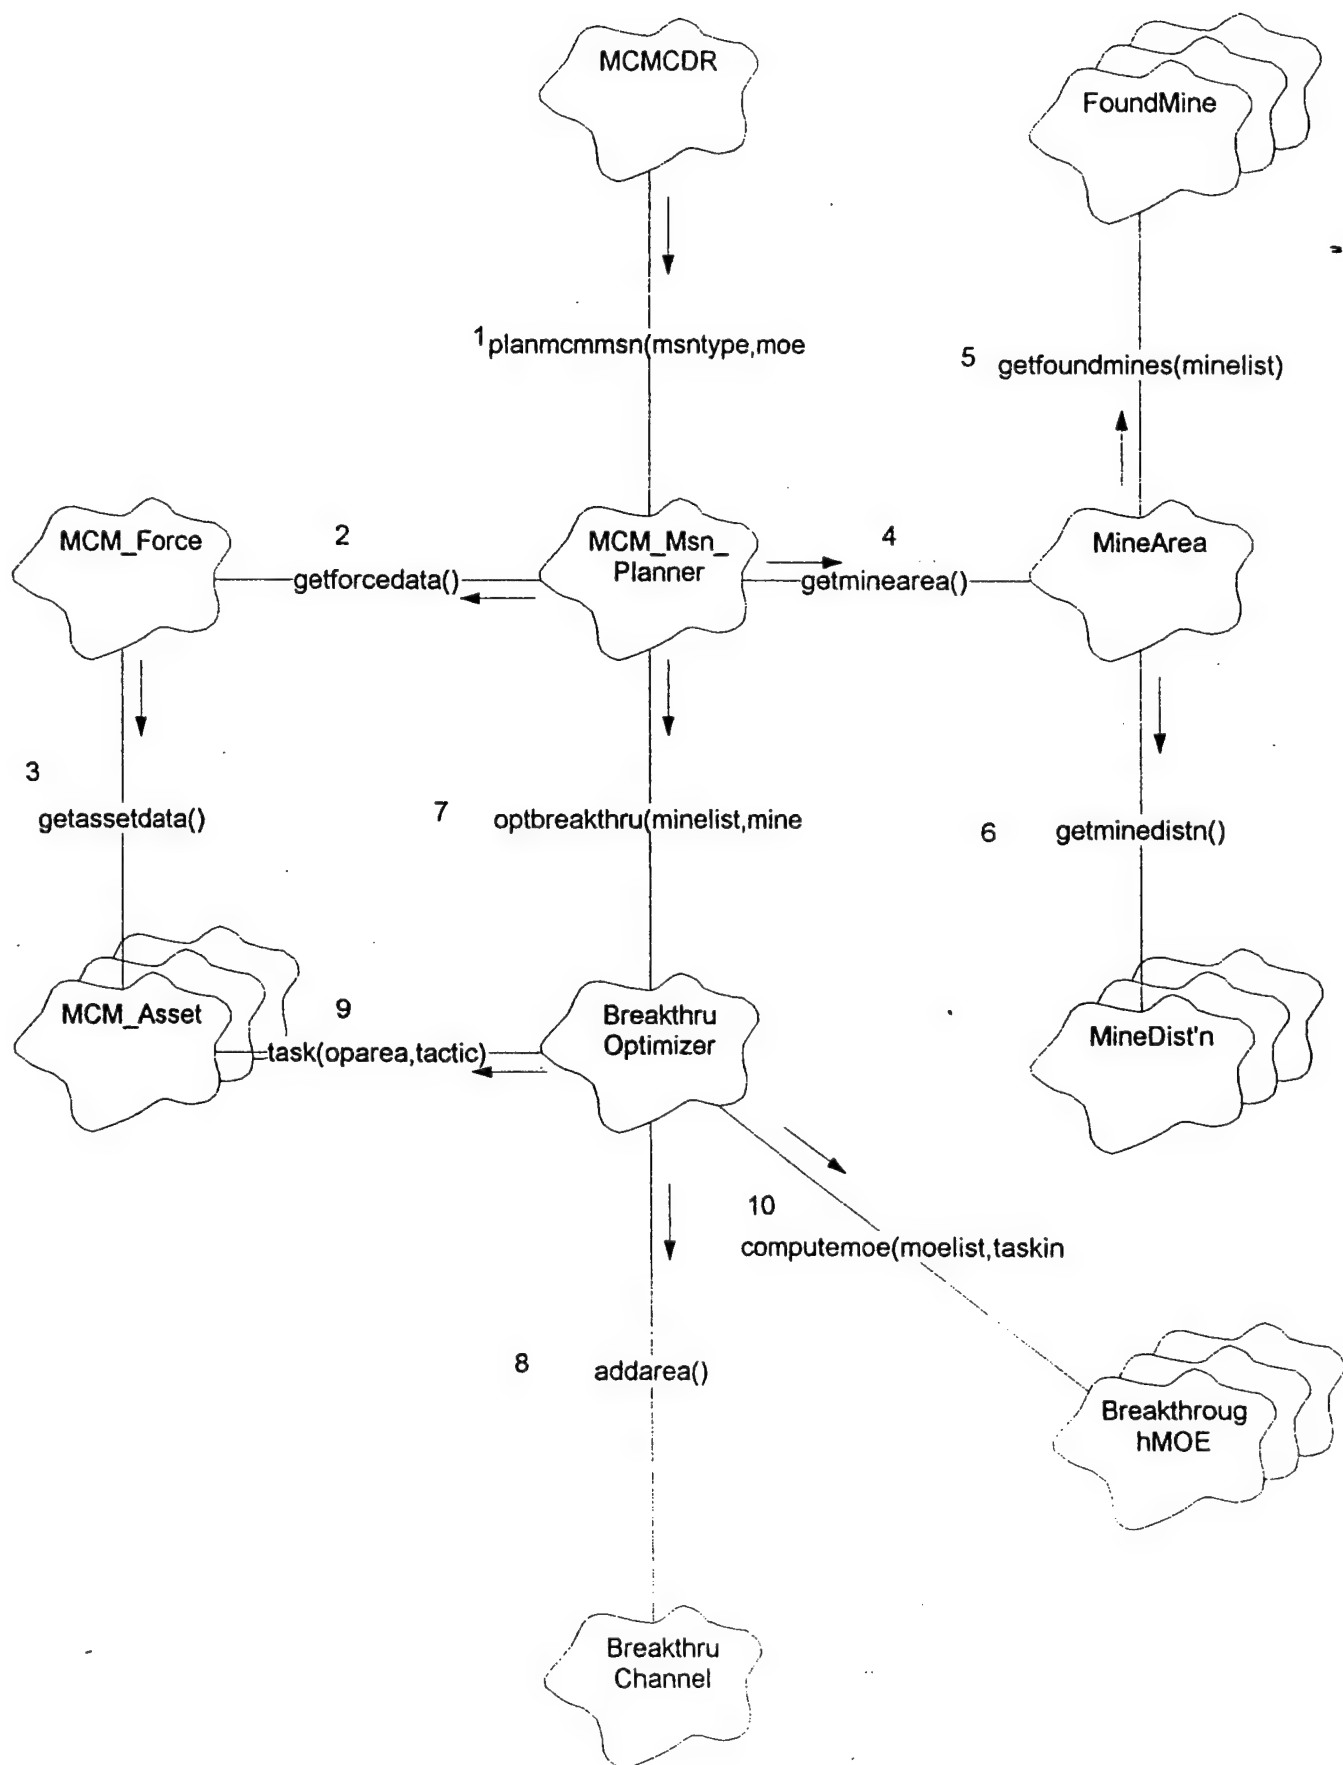 MCMCDR
FoundMine
1 planmcmmsn(msntype,moe
5 getfoundmines(minelist)
MCM_Force
2
getforcedata()
MCM_Msn_
Planner
4
getminearea()
MineArea
3
getassetdata()
7 optbreakthru(minelist,mine
6 getminedistn()
MCM_Asset
9
task(oparea,tactic)
Breakthru
Optimizer
MineDist'n
10
computemoe(moelist,taskin
8 addarea()
Breakthroug
hMOE
Breakthru
Channel